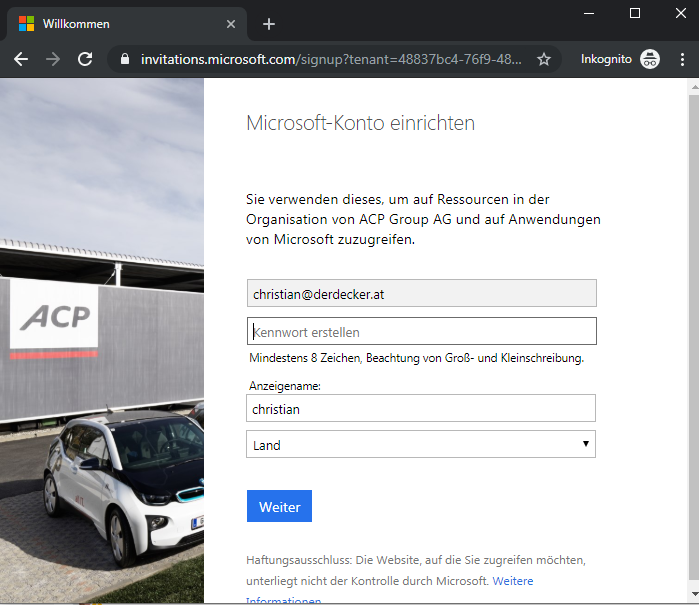 Willkommen
invitations.microsoft.com/signup?tenant=48837bc4-76f9-48...
Inkognito
Microsoft-Konto einrichten
Sie verwenden dieses, um auf Ressourcen in der
Organisation von ACP Group AG und auf Anwendungen
von Microsoft zuzugreifen.
christian@derdecker.at
Kennwort erstellen
Mindestens 8 Zeichen, Beachtung von Groß- und Kleinschreibung.
Anzeigename:
christian
Land
Weiter
Haftungsausschluss: Die Website, auf die Sie zugreifen möchten,
unterliegt nicht der Kontrolle durch Microsoft. Weitere
Informationen
ACP